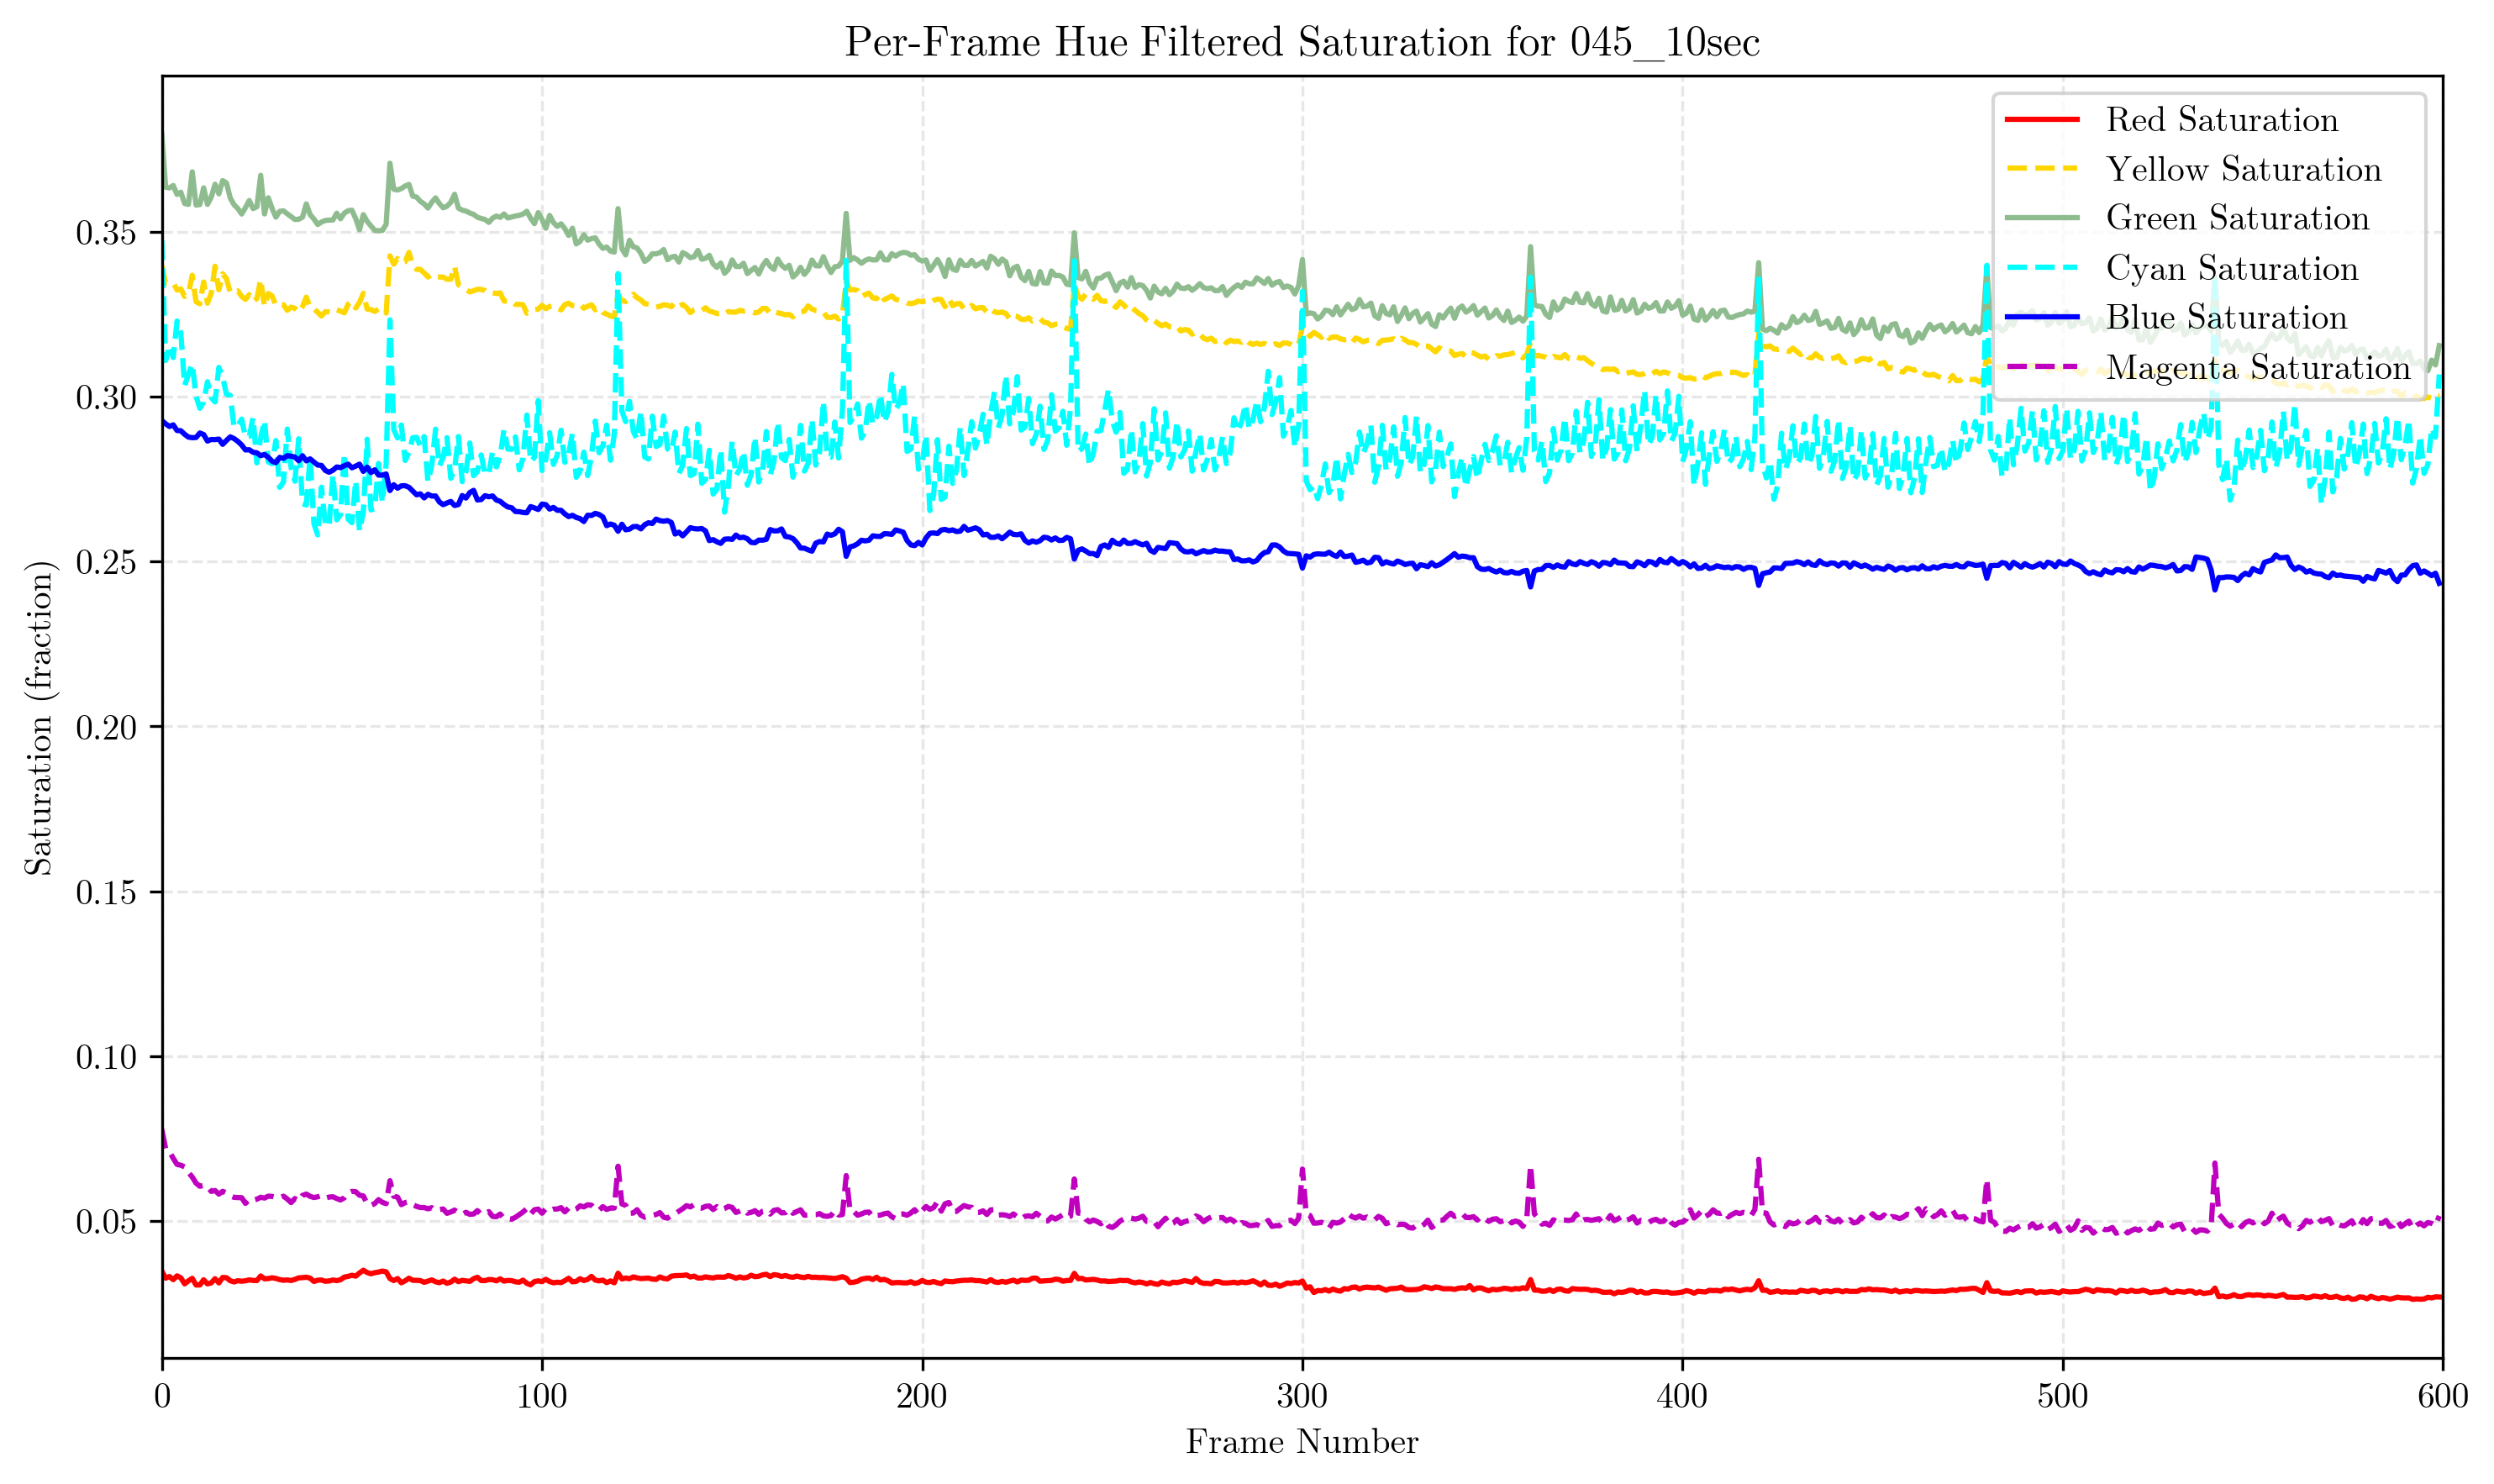 Per-Frame Hue Filtered Saturation for 045_10sec
Red Saturation
Yellow Saturation
Green Saturation
Cyan Saturation
Blue Saturation
Magenta Saturation
Saturation (fraction)
0.35
0.30
0.25
0.20
0.15
0.10
0.05
0 100 200 300 400 500 600
Frame Number